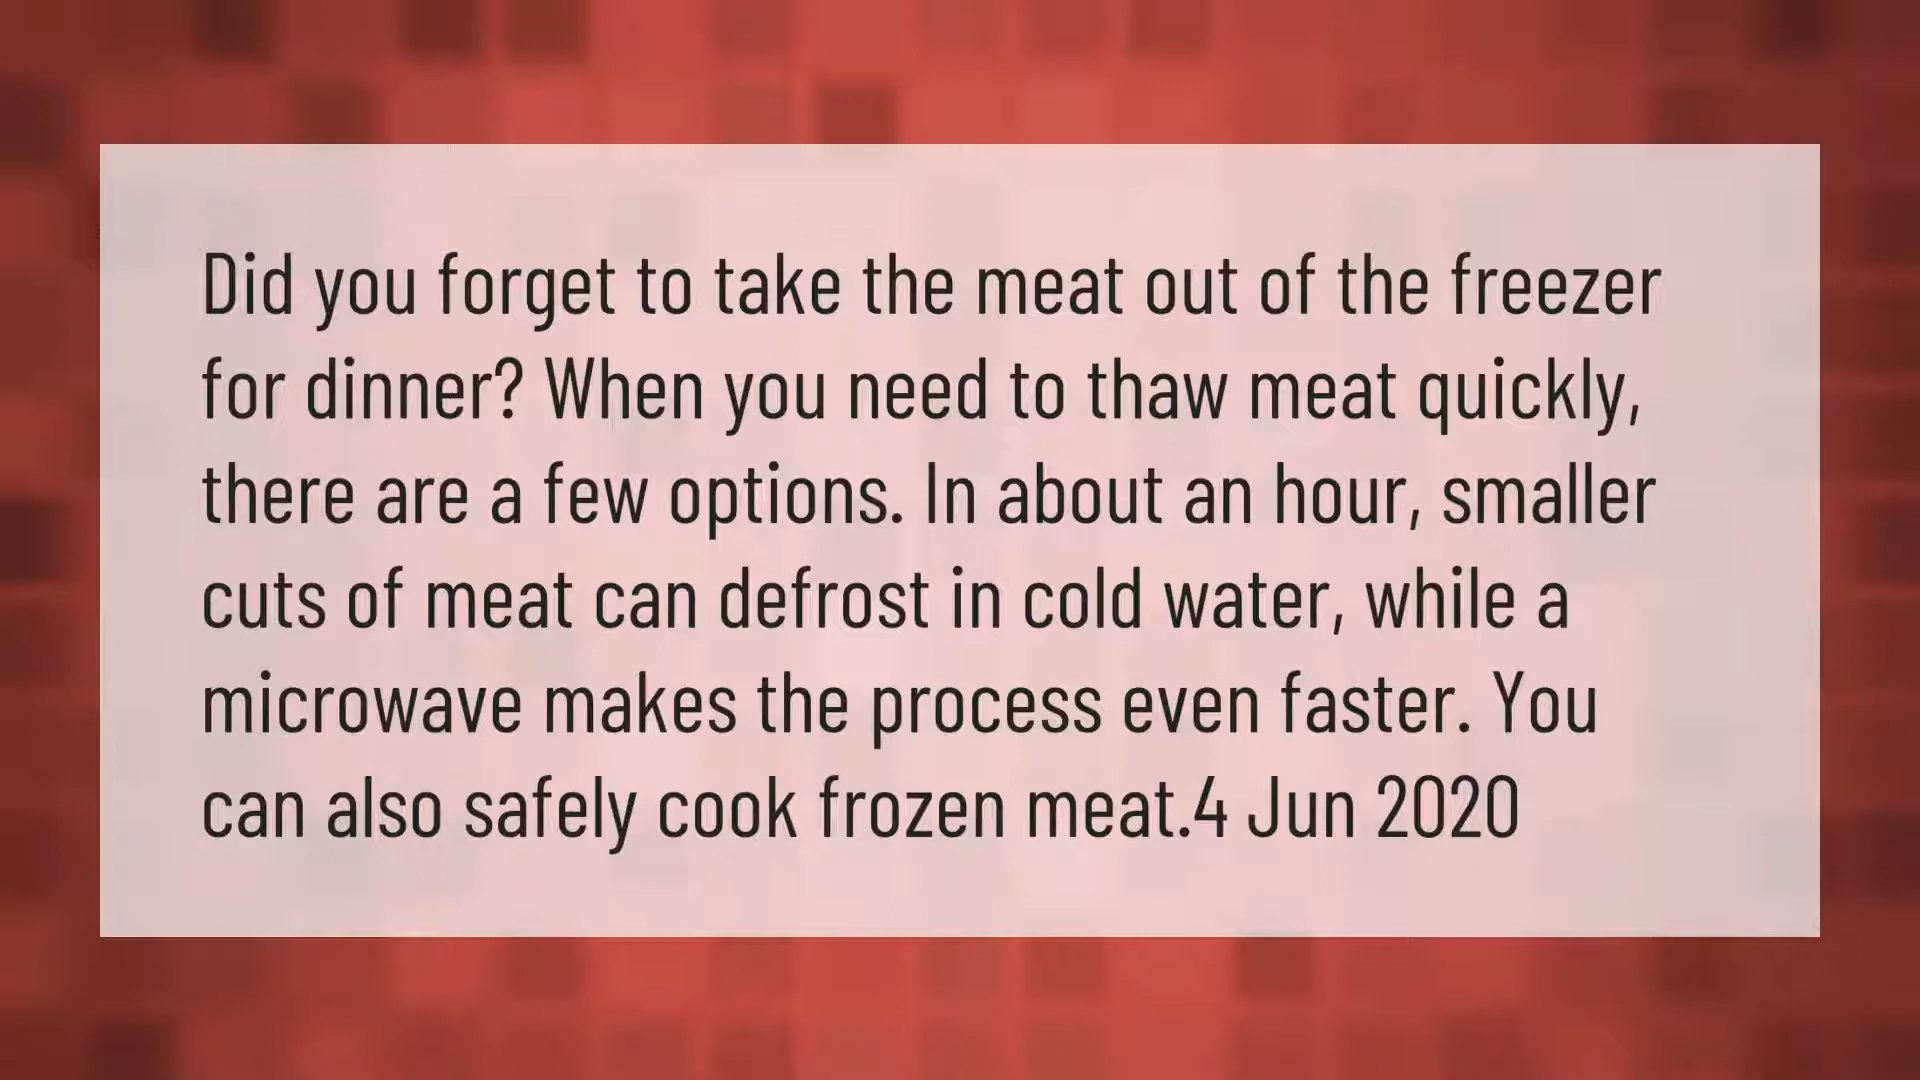 Did you forget to take the meat out of the freezer
for dinner? When you need to thaw meat quickly,
there are a few options. In about an hour, smaller
cuts of meat can defrost in cold water, while a
microwave makes the process even faster. You
can also safely cook frozen meat.4 Jun 2020